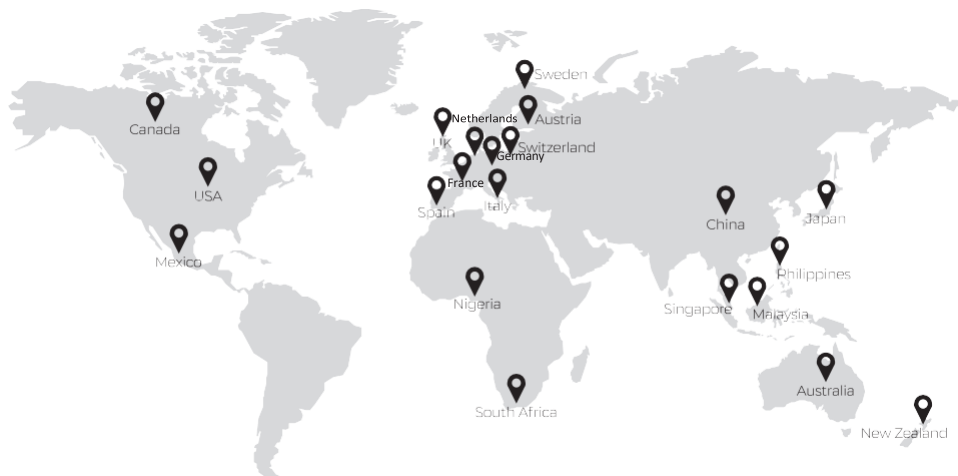 Sweden
Canada
Netherlands
Austria
UK
Switzerland
Germany
France
USA
Italy
Spain
China
Japan
Mexico
Philippines
Nigeria
Singapore
Malaysia
Australia
South Africa
New Zealand